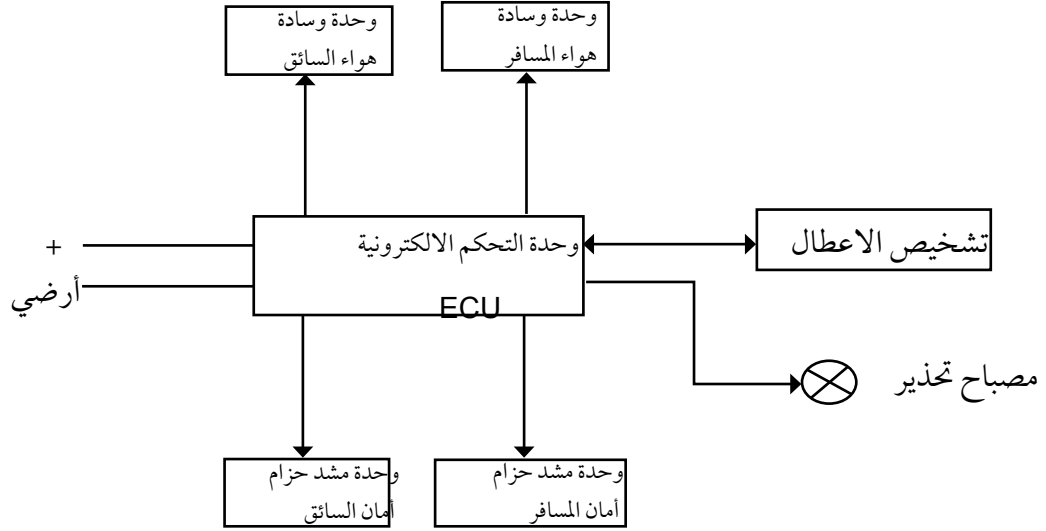 وحدة وسادة
هواء السائق
وحدة وسادة
هواء المسافر
+
أرضي
وحدة التحكم الالكترونية
ECU
تشخيص الاعطال
مصباح تحذير
وحدة مشد حزام
أمان السائق
وحدة مشد حزام
أمان المسافر